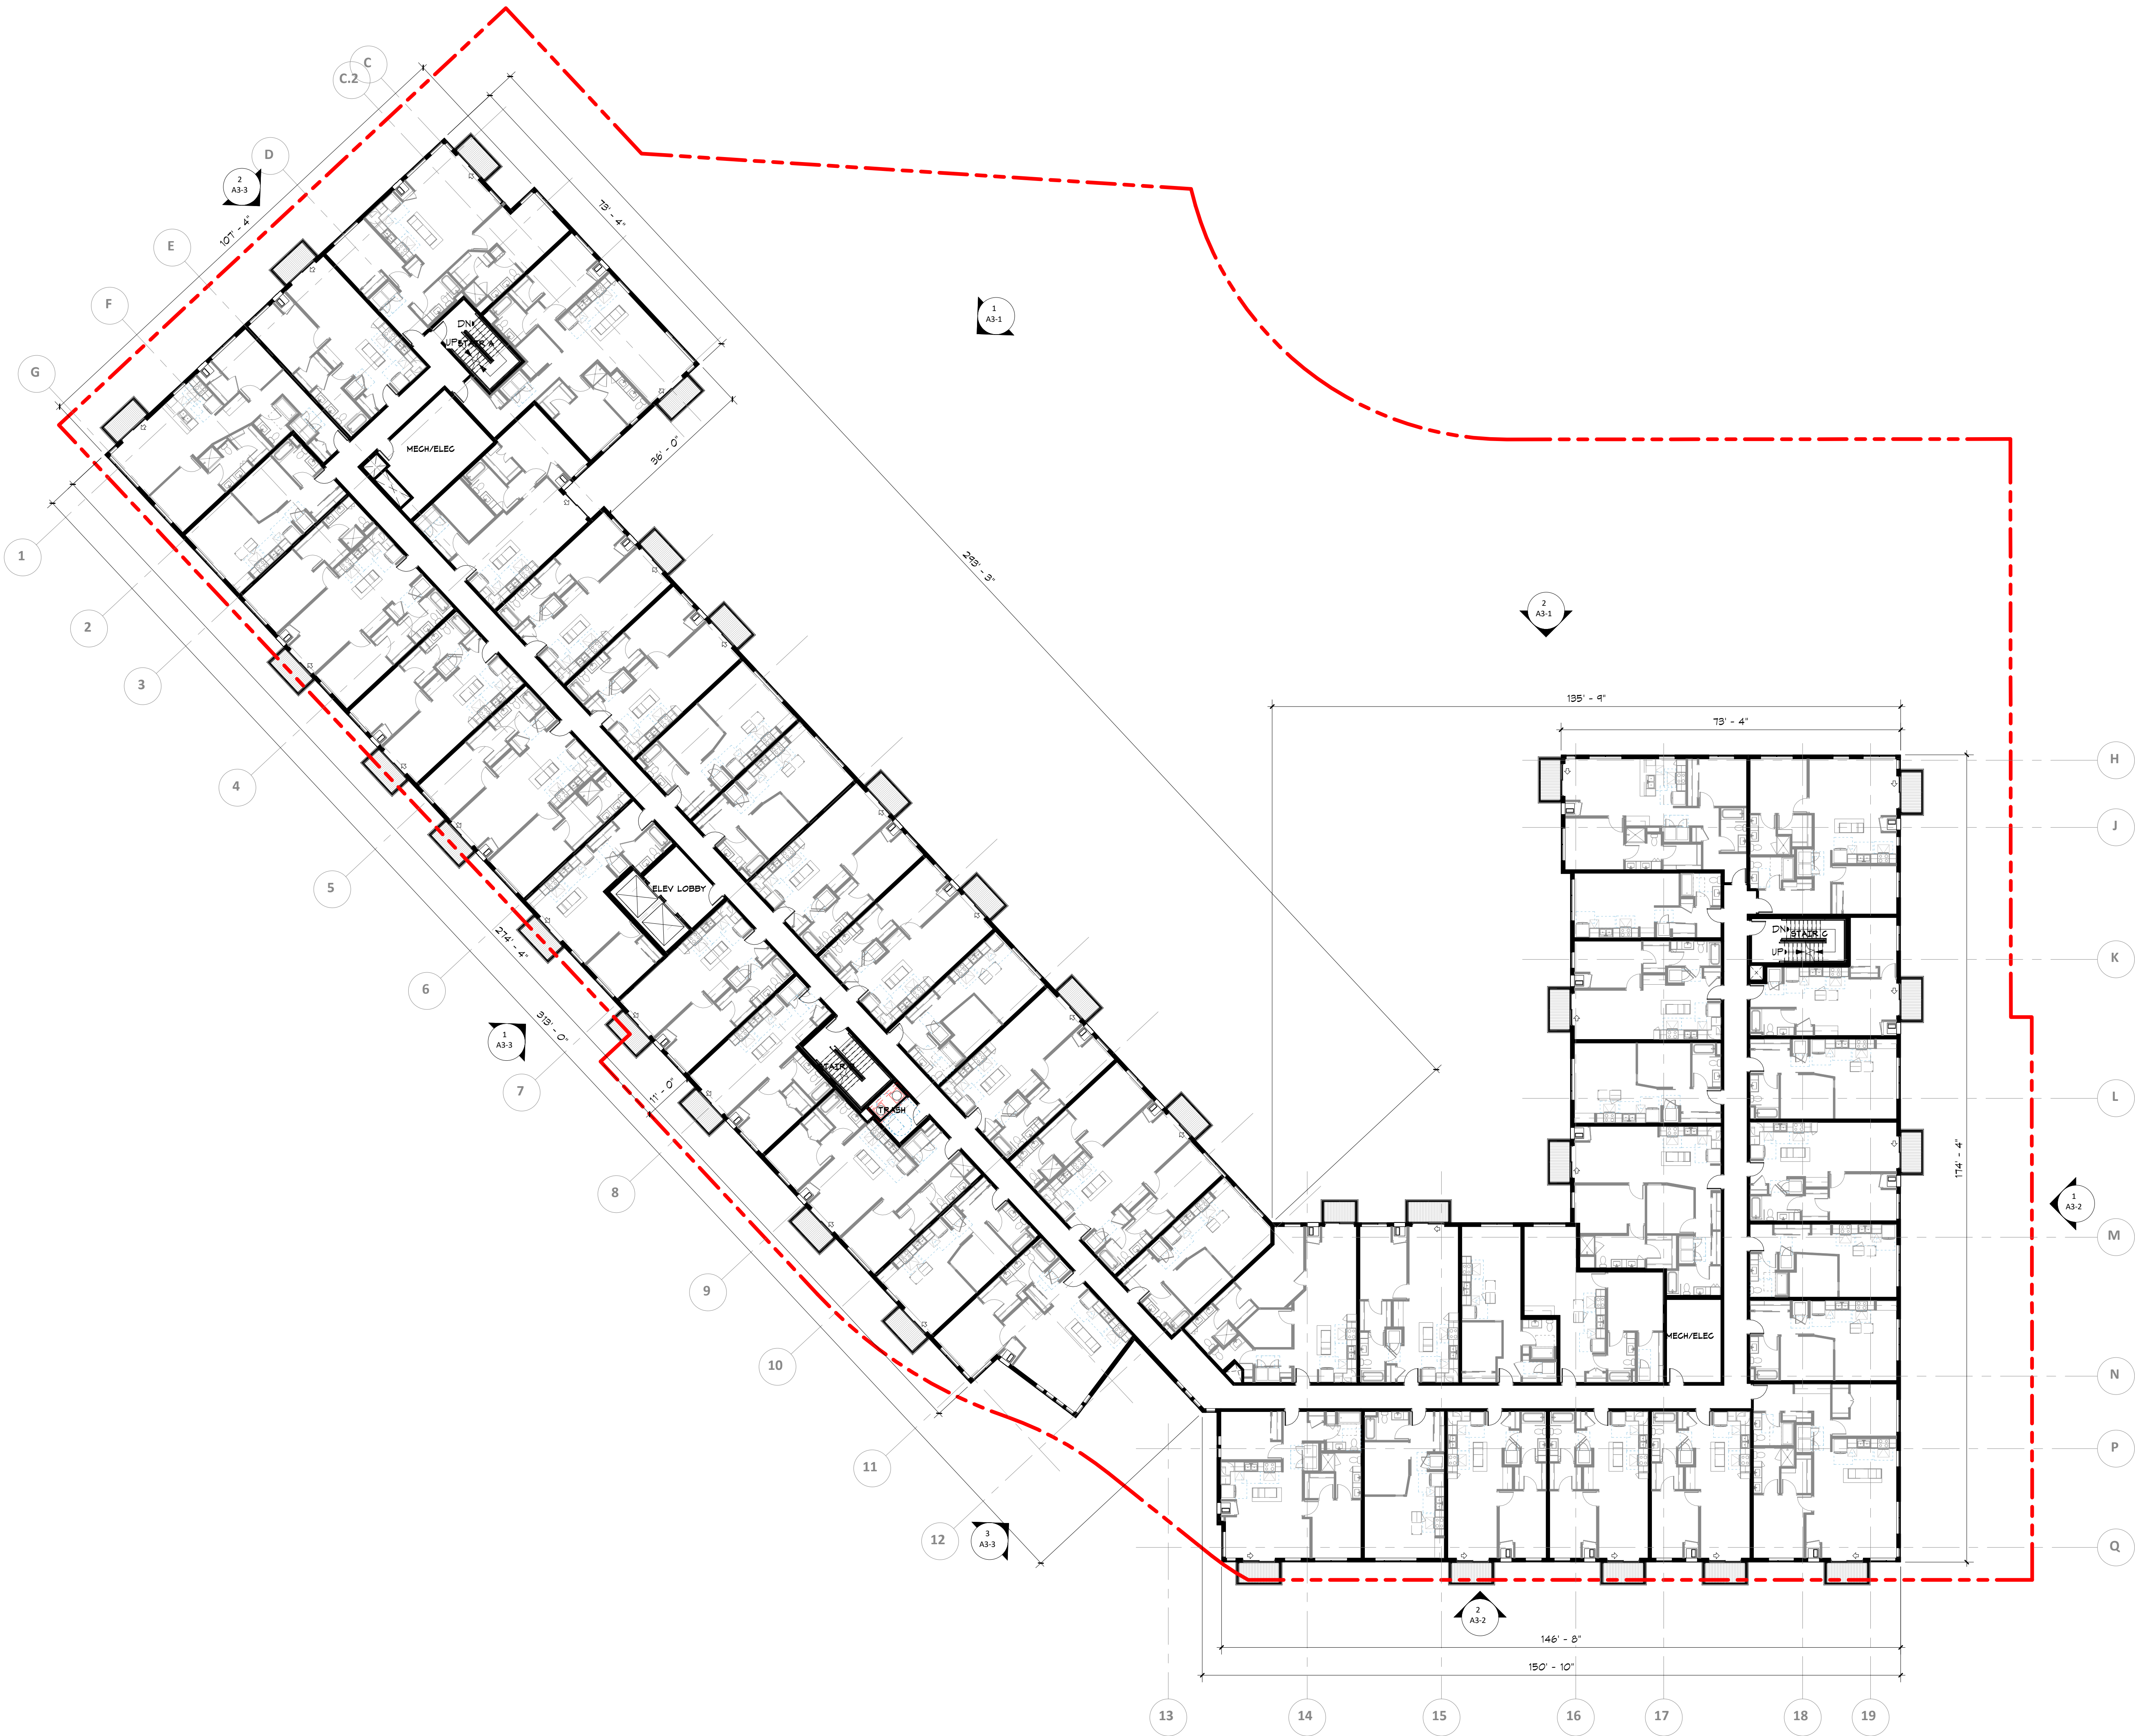 C
C.2
D
2
A3-3
107' - 4"
73' - 4"
E
F
G
1
A3-1
DN
UP
STAIR A
MECH/ELEC
36' - 0"
1
2
3
4
5
6
7
8
9
10
11
12
293' - 3"
2
A3-1
135' - 9"
73' - 4"
H
J
K
L
M
N
P
Q
ELEV LOBBY
DN
STAIR C
UP
274' - 4"
313' - 0"
1
A3-3
11' - 0"
TRASH
174' - 4"
1
A3-2
MECH/ELEC
3
A3-3
2
A3-2
146' - 8"
150' - 10"
13
14
15
16
17
18
19